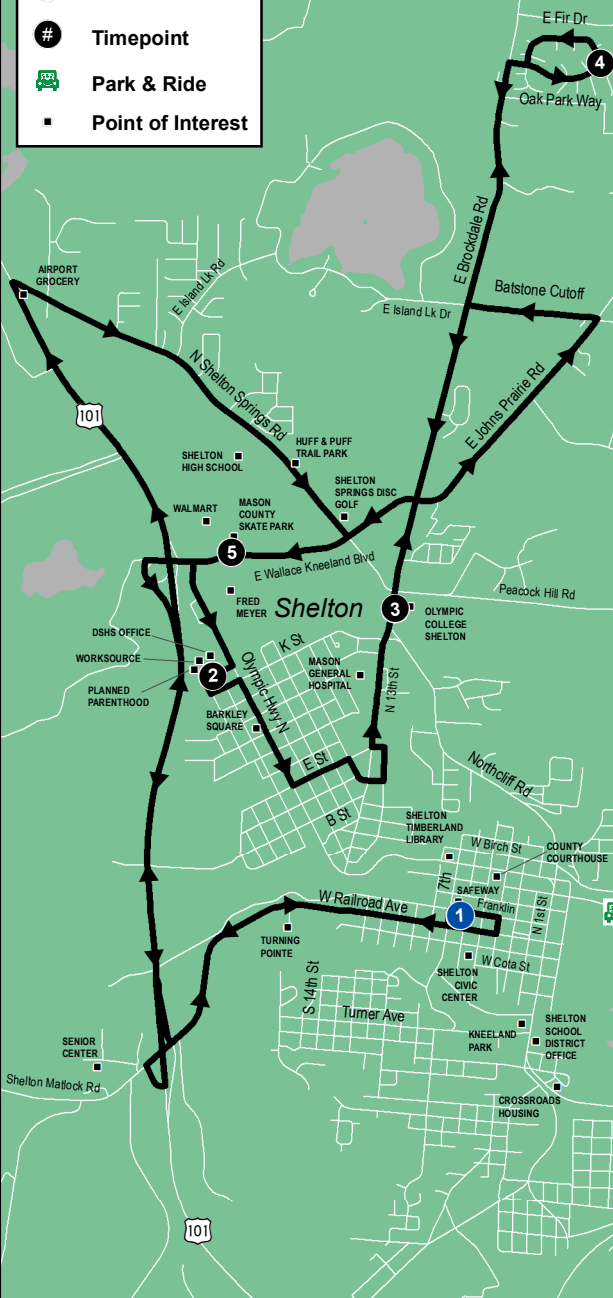 #
Timepoint
Park & Ride
Point of Interest
E Fir Dr
4
Oak Park Way
E Brockdale Rd
Batstone Cutoff
E Island Lk Dr
E Johns Prairie Rd
AIRPORT
GROCERY
E Island Lk Rd
N Shelton Springs Rd
101
HUFF & PUFF
TRAIL PARK
SHELTON
HIGH SCHOOL
SHELTON
SPRINGS DISC
GOLF
WALMART
MASON
COUNTY
SKATE PARK
5
E Wallace Kneeland Blvd
FRED
MEYER
Shelton
3
OLYMPIC
COLLEGE
SHELTON
Peacock Hill Rd
DSHS OFFICE
WORKSOURCE
PLANNED
PARENTHOOD
2
K St
Olympic Hwy N
MASON
GENERAL
HOSPITAL
N 13th St
BARKLEY
SQUARE
E St
B St
Northcliff Rd
SHELTON
TIMBERLAND
LIBRARY
W Birch St
COUNTY
COURTHOUSE
7th
SAFEWAY
Franklin
N 1st St
1
W Railroad Ave
TURNING
POINTE
W Cota St
SHELTON
CIVIC
CENTER
S 14th St
Turner Ave
KNEELAND
PARK
SHELTON
SCHOOL
DISTRICT
OFFICE
SENIOR
CENTER
Shelton Matlock Rd
CROSSROADS
HOUSING
101